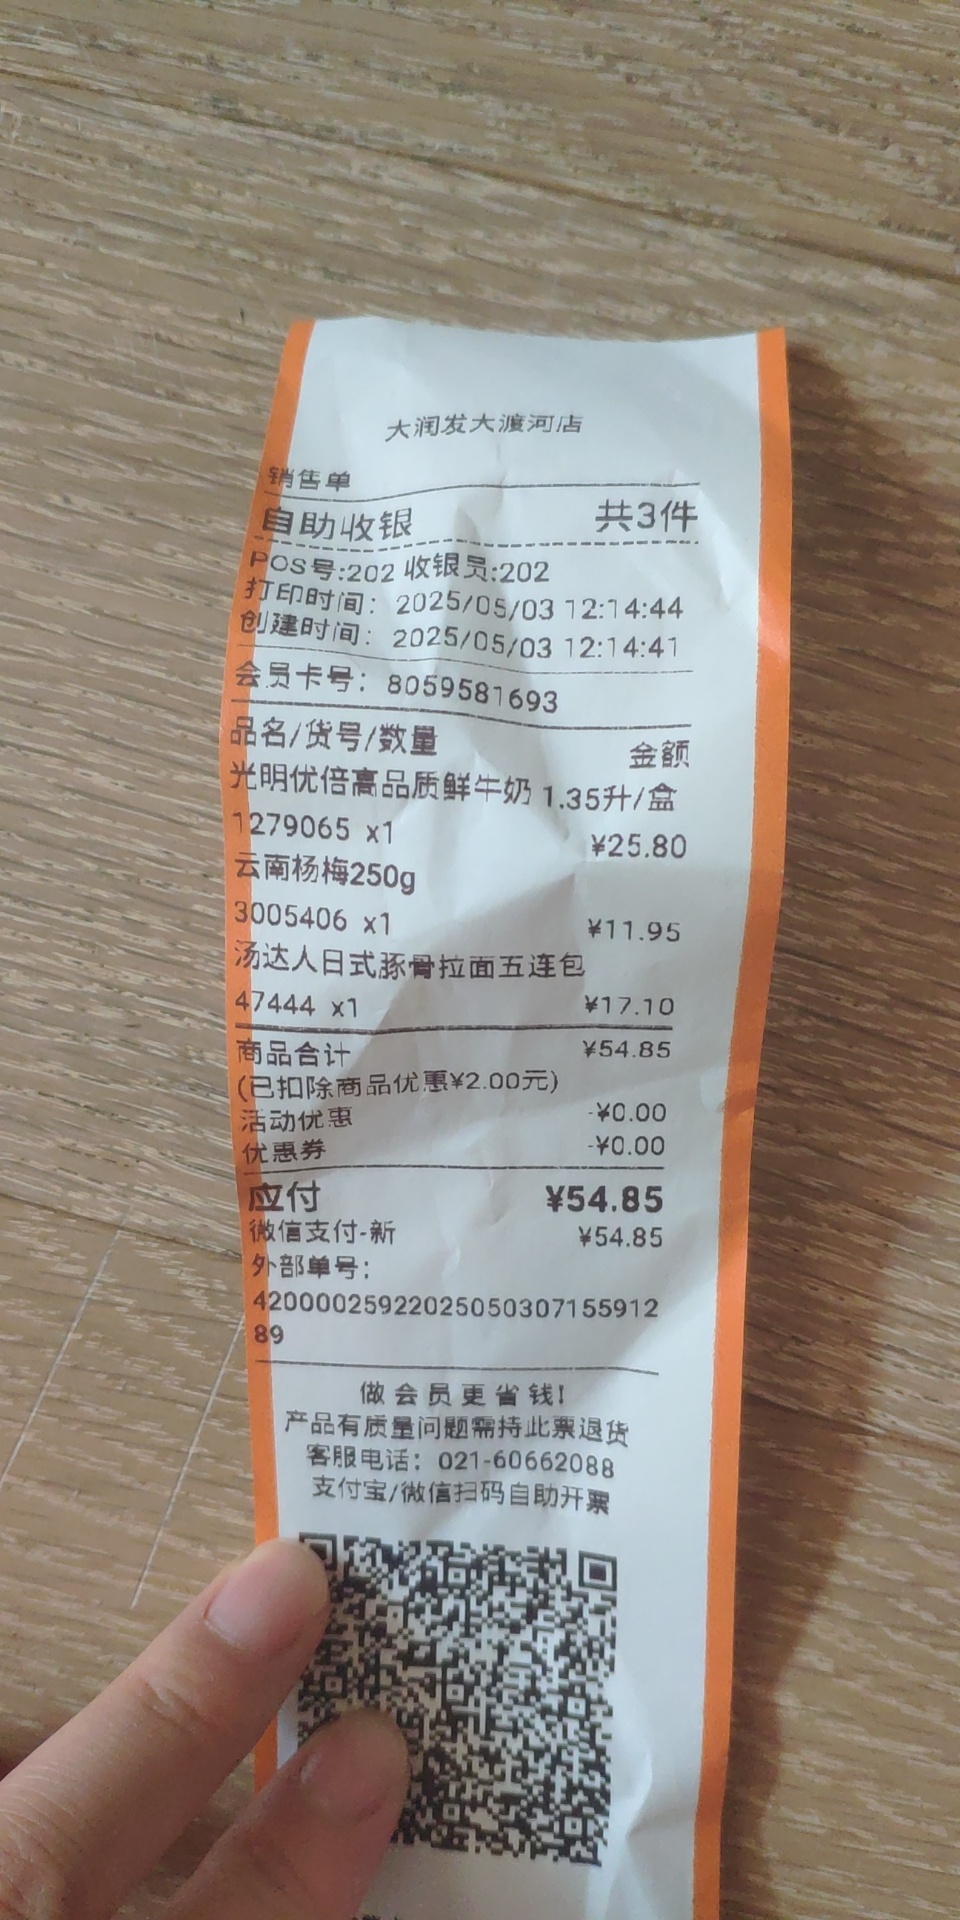 大润发大渡河店
销售单
自助收银 共3件
POS号:202 收银员:202
打印时间： 2025/05/03 12:14:44
创建时间： 2025/05/03 12:14:41
会员卡号： 8059581693
品名/货号/数量 金额
光明优倍高品质鲜牛奶 1.35升/盒
1279065 x1 ¥25.80
云南杨梅250g
3005406 x1 ¥11.95
汤达人日式豚骨拉面五连包
47444 x1 ¥17.10
商品合计 ¥54.85
(已扣除商品优惠¥2.00元)
活动优惠 -¥0.00
优惠券 -¥0.00
应付 ¥54.85
微信支付-新 ¥54.85
外部单号：
42000025922025050307155912
89
做会员更省钱！
产品有质量问题需持此票退货
客服电话：021-60662088
支付宝/微信扫码自助开票